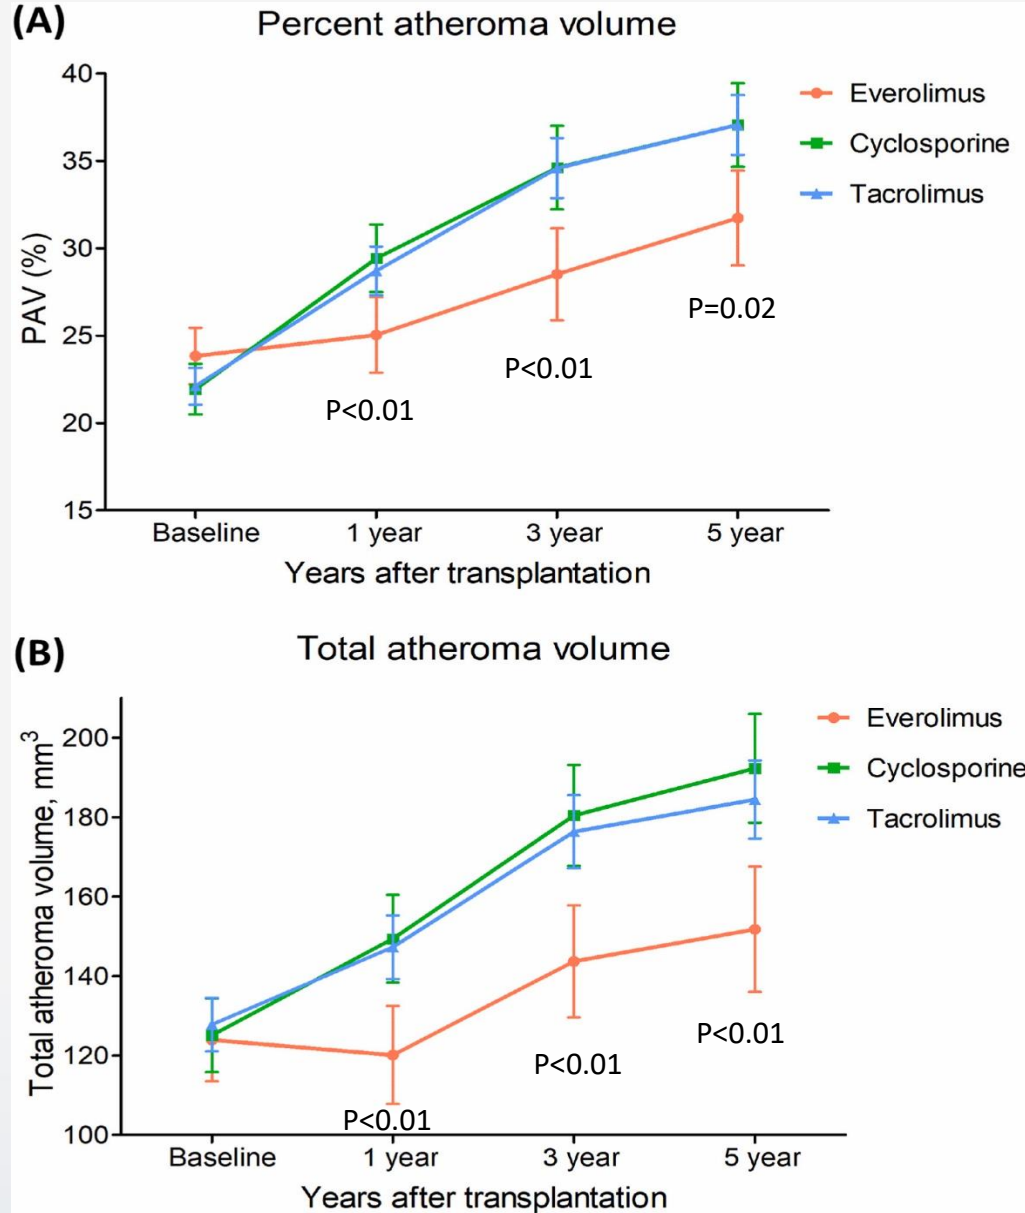 (A) Percent atheroma volume
40
35
30
25
20
15
PAV (%)
Everolimus
Cyclosporine
Tacrolimus
P<0.01
P<0.01
P=0.02
Baseline 1 year 3 year 5 year
Years after transplantation
(B) Total atheroma volume
200
180
160
140
120
100
Total atheroma volume, mm³
Everolimus
Cyclosporine
Tacrolimus
P<0.01
P<0.01
P<0.01
Baseline 1 year 3 year 5 year
Years after transplantation